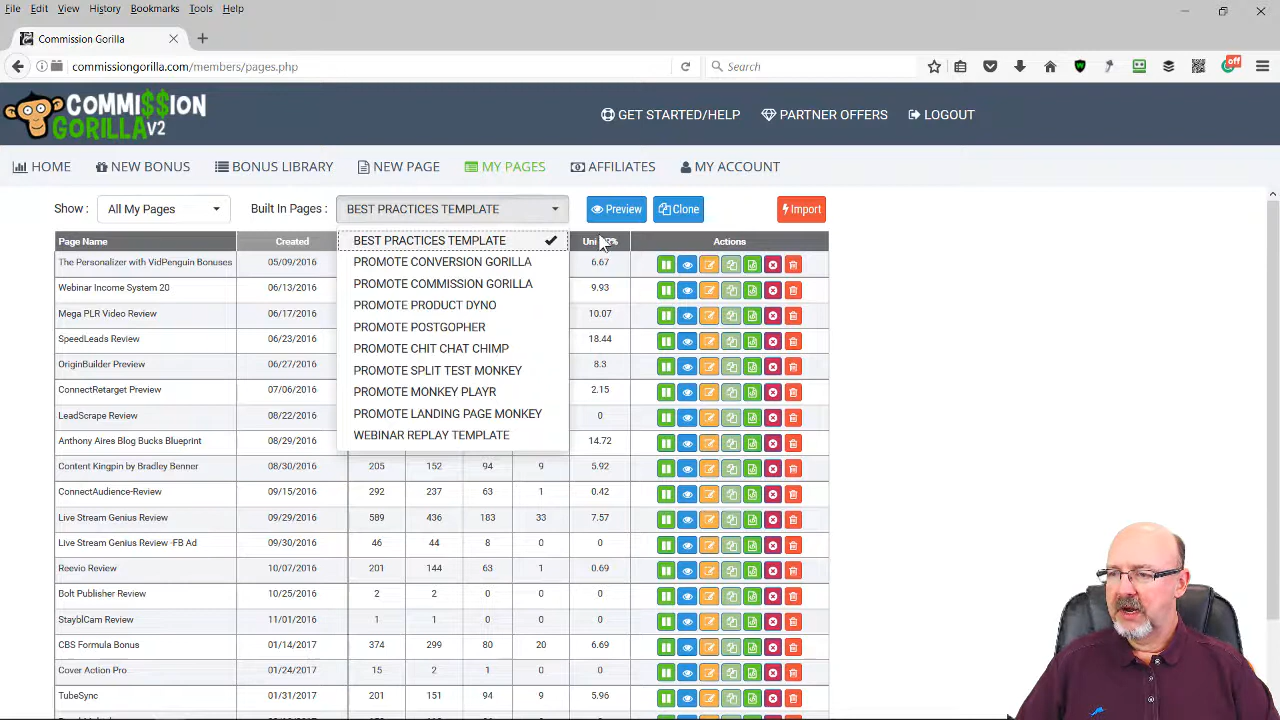 File Edit View History Bookmarks Tools Help
Commission Gorilla
commissiongorilla.com/members/pages.php
Search
off
COMMI$$ION
GORILLA V2
GET STARTED/HELP PARTNER OFFERS LOGOUT
HOME NEW BONUS BONUS LIBRARY NEW PAGE MY PAGES AFFILIATES MY ACCOUNT
Show : All My Pages Built In Pages : BEST PRACTICES TEMPLATE Preview Clone Import
Page Name Created Actions
BEST PRACTICES TEMPLATE
PROMOTE CONVERSION GORILLA
PROMOTE COMMISSION GORILLA
PROMOTE PRODUCT DYNO
PROMOTE POSTGOPHER
PROMOTE CHIT CHAT CHIMP
PROMOTE SPLIT TEST MONKEY
PROMOTE MONKEY PLAYR
PROMOTE LANDING PAGE MONKEY
WEBINAR REPLAY TEMPLATE
The Personalizer with VidPenguin Bonuses 05/09/2016 6.67
Webinar Income System 20 06/13/2016 9.93
Mega PLR Video Review 06/17/2016 10.07
SpeedLeads Review 06/23/2016 18.44
OriginBuilder Preview 06/27/2016 8.3
ConnectRetarget Preview 07/06/2016 2.15
LeadScrape Review 08/22/2016 0
Anthony Aires Blog Bucks Blueprint 08/29/2016 14.72
Content Kingpin by Bradley Benner 08/30/2016 205 152 94 9 5.92
ConnectAudience-Review 09/15/2016 292 237 63 1 0.42
Live Stream Genius Review 09/29/2016 589 436 183 33 7.57
Live Stream Genius Review -FB Ad 09/30/2016 46 44 8 0 0
Reevio Review 10/07/2016 201 144 63 1 0.69
Bolt Publisher Review 10/25/2016 2 2 0 0 0
StayblCam Review 11/01/2016 1 0 0 0
CBS Formula Bonus 01/14/2017 374 299 80 20 6.69
Cover Action Pro 01/24/2017 15 2 1 0 0
TubeSync 01/31/2017 201 151 94 9 5.96